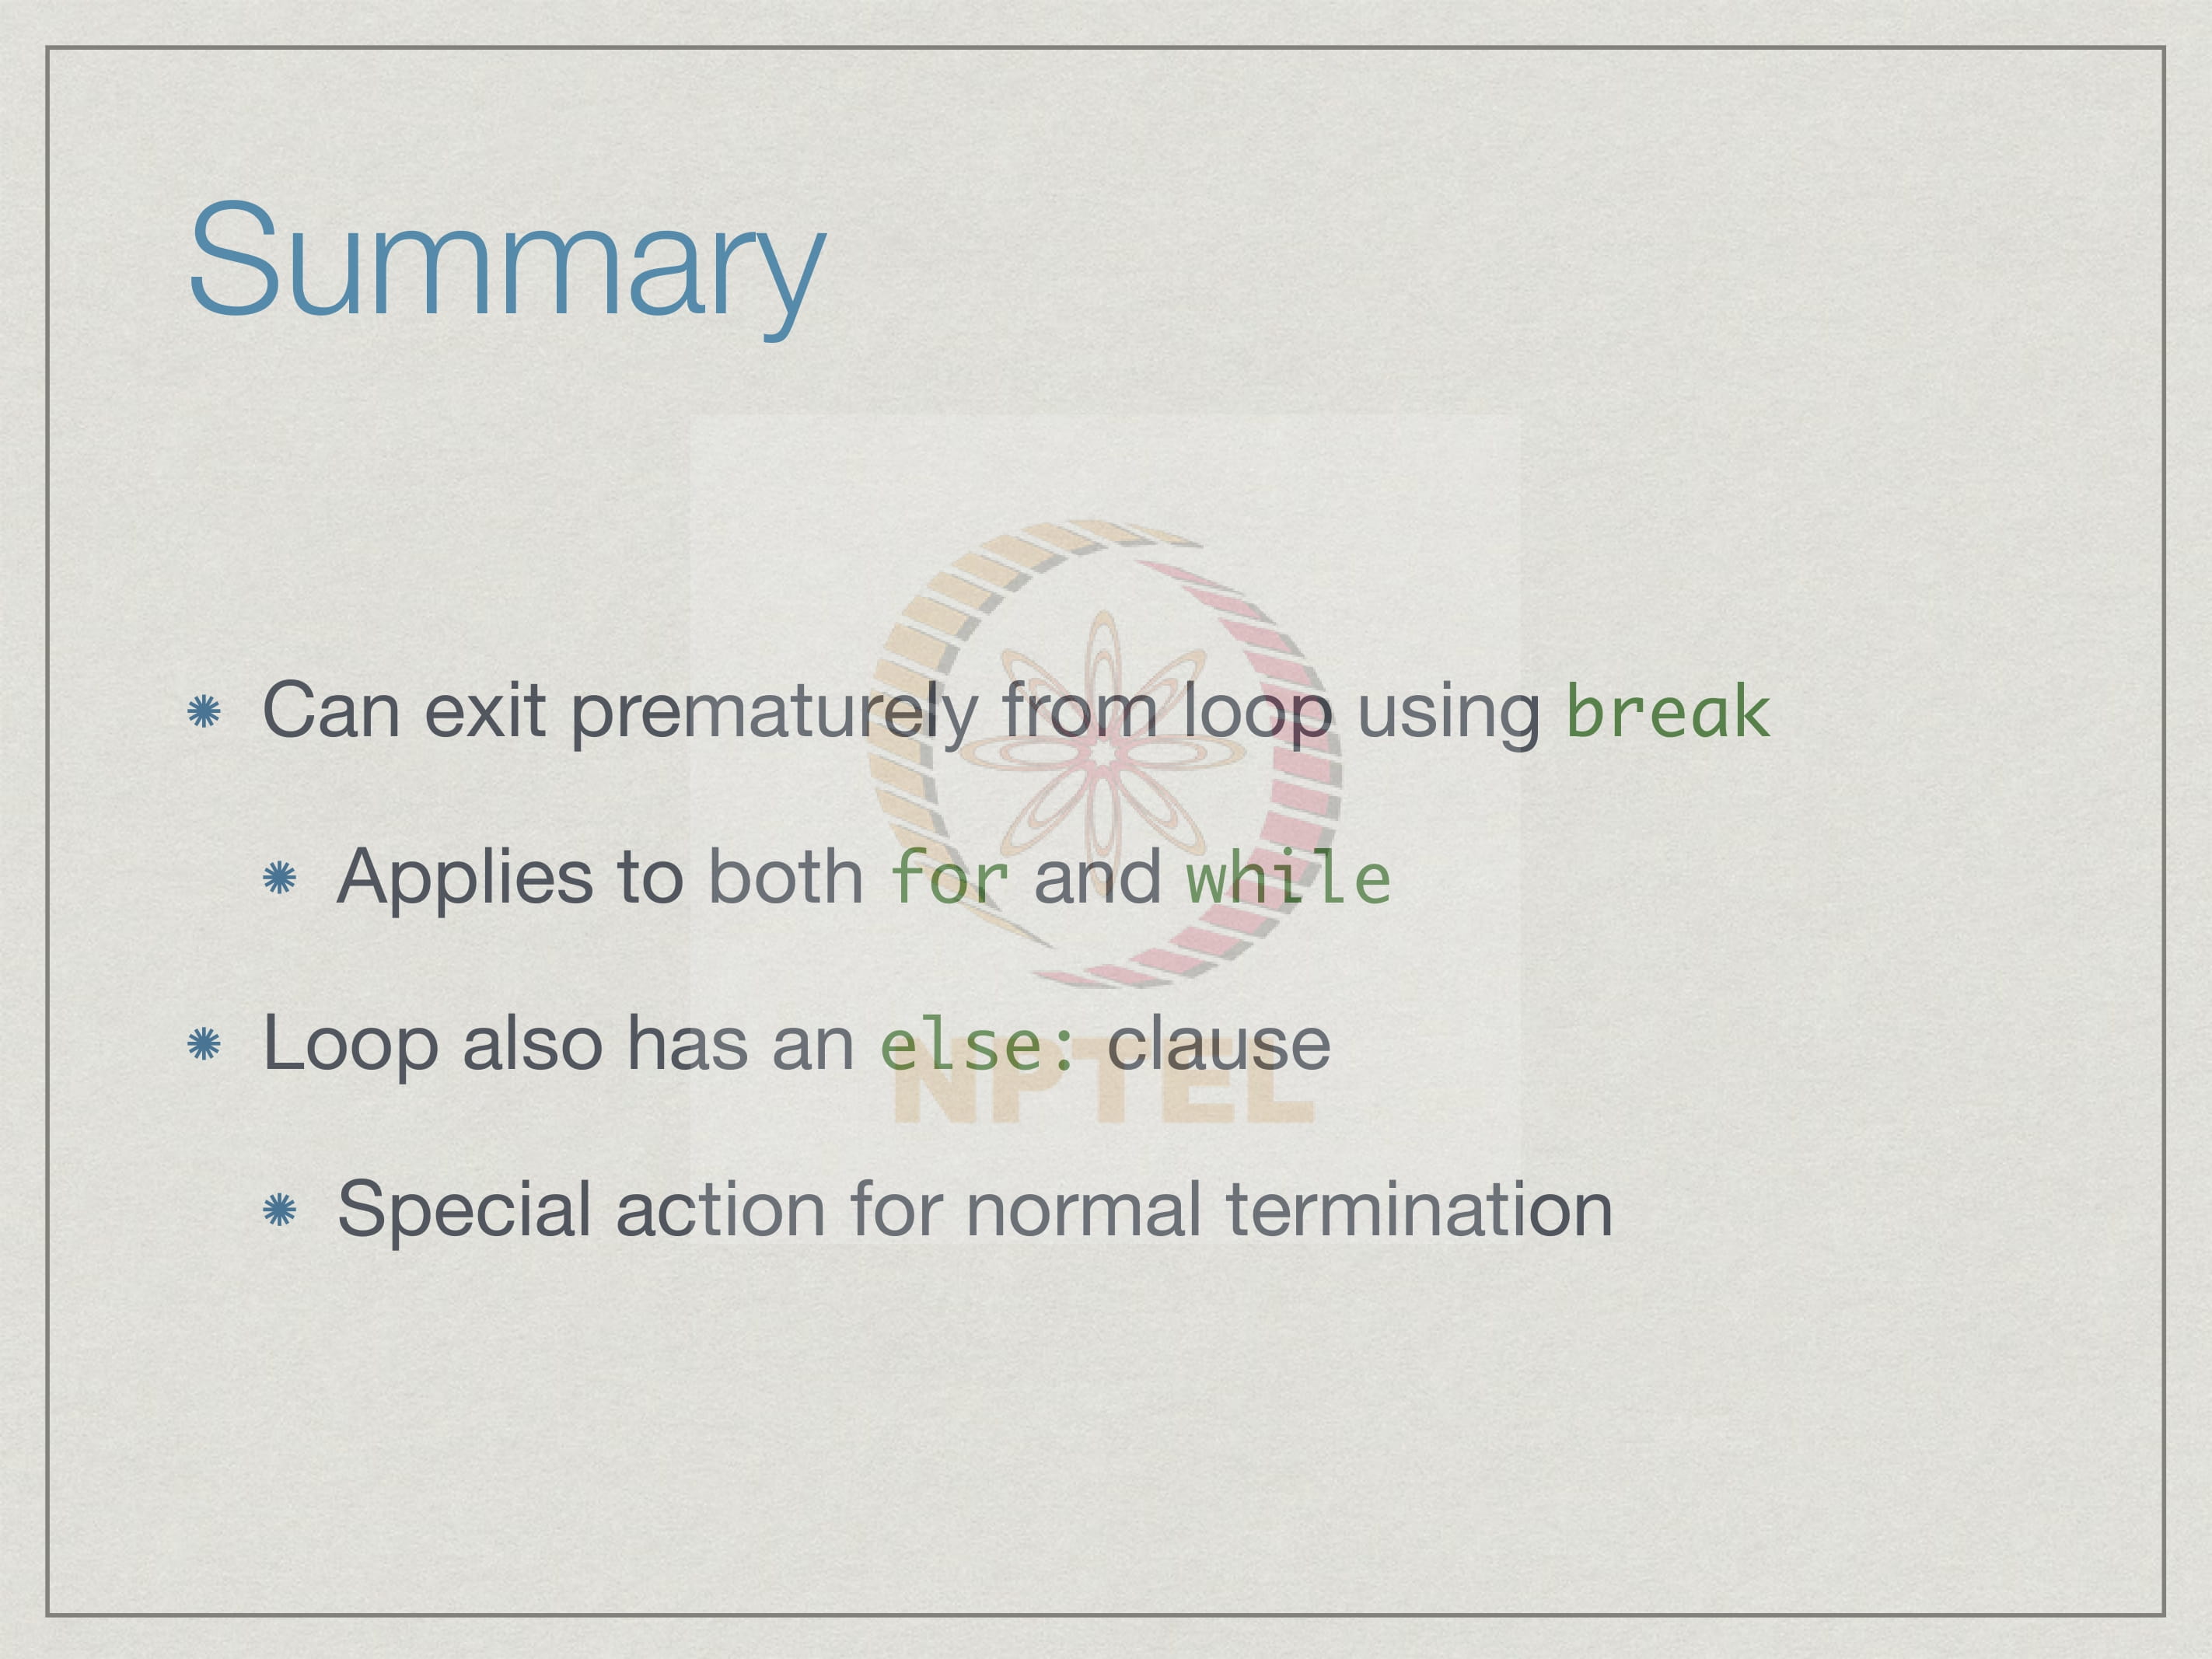 Summary
Can exit prematurely from loop using break
Applies to both for and while
Loop also has an else: clause
NPTEL
Special action for normal termination